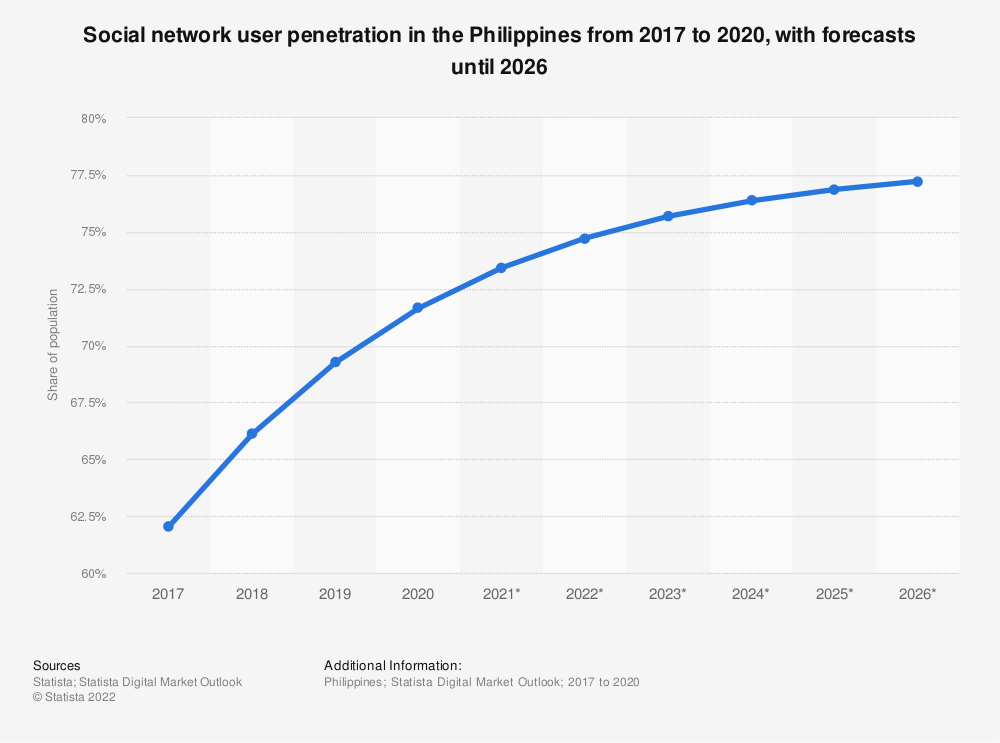 Social network user penetration in the Philippines from 2017 to 2020, with forecasts
until 2026
80%
77.5%
75%
72.5%
70%
67.5%
65%
62.5%
60%
Share of population
2017 2018 2019 2020 2021* 2022* 2023* 2024* 2025* 2026*
Sources
Statista; Statista Digital Market Outlook
© Statista 2022
Additional Information:
Philippines; Statista Digital Market Outlook; 2017 to 2020